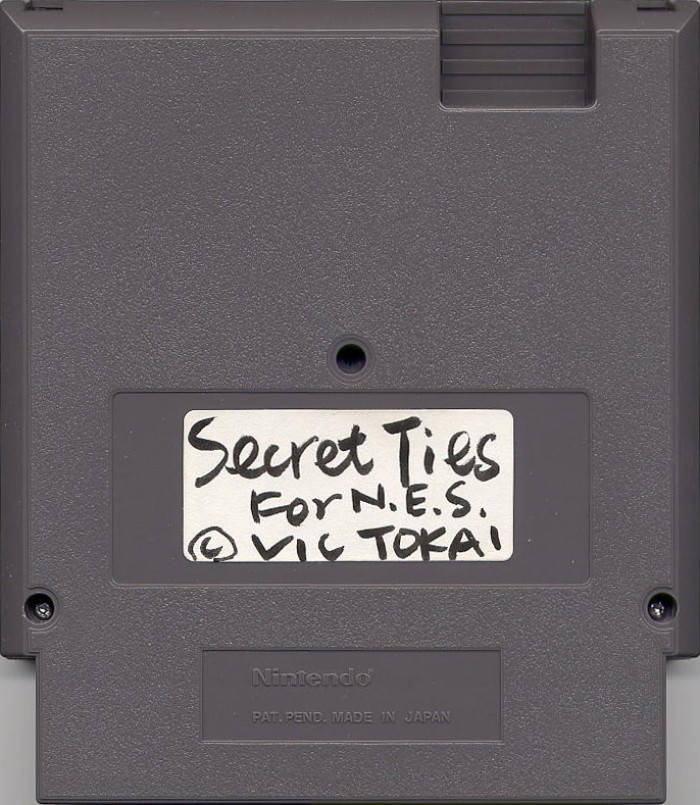 Secret Ties
For N.E.S.
© VIC TOKAI
Nintendo®
PAT. PEND. MADE IN JAPAN